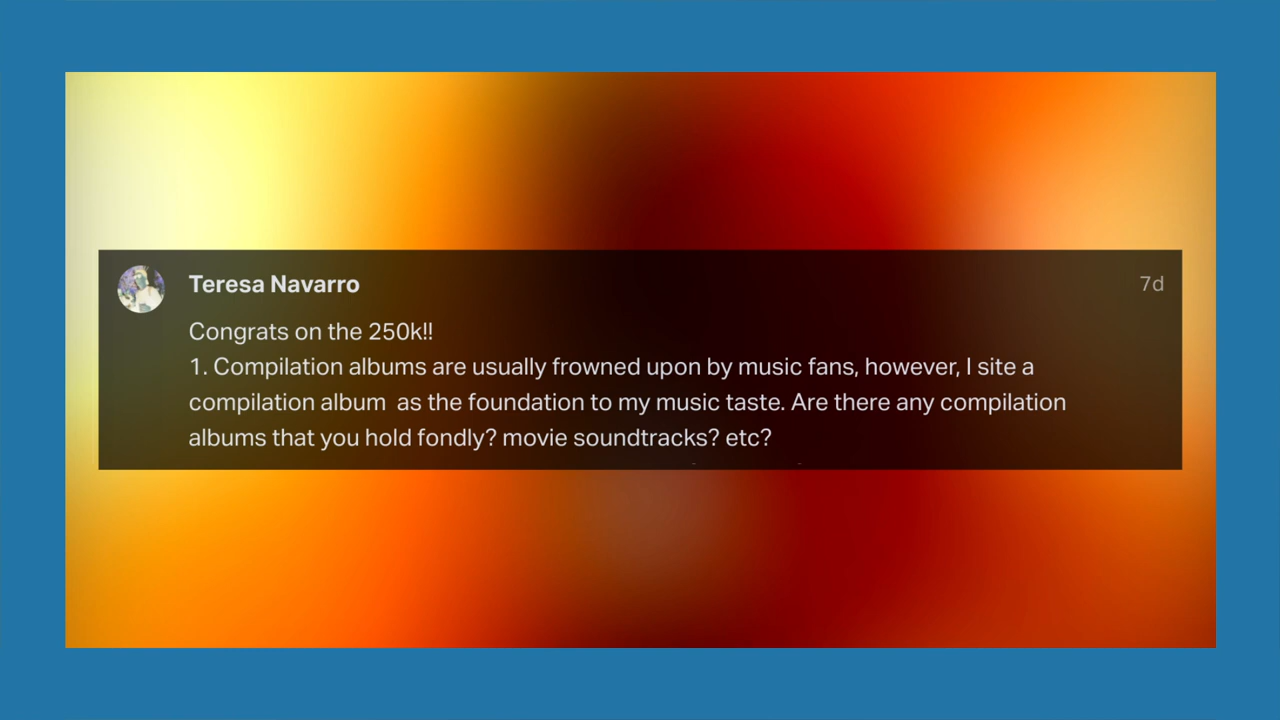 Teresa Navarro
7d
Congrats on the 250k!!
1. Compilation albums are usually frowned upon by music fans, however, I site a
compilation album  as the foundation to my music taste. Are there any compilation
albums that you hold fondly? movie soundtracks? etc?